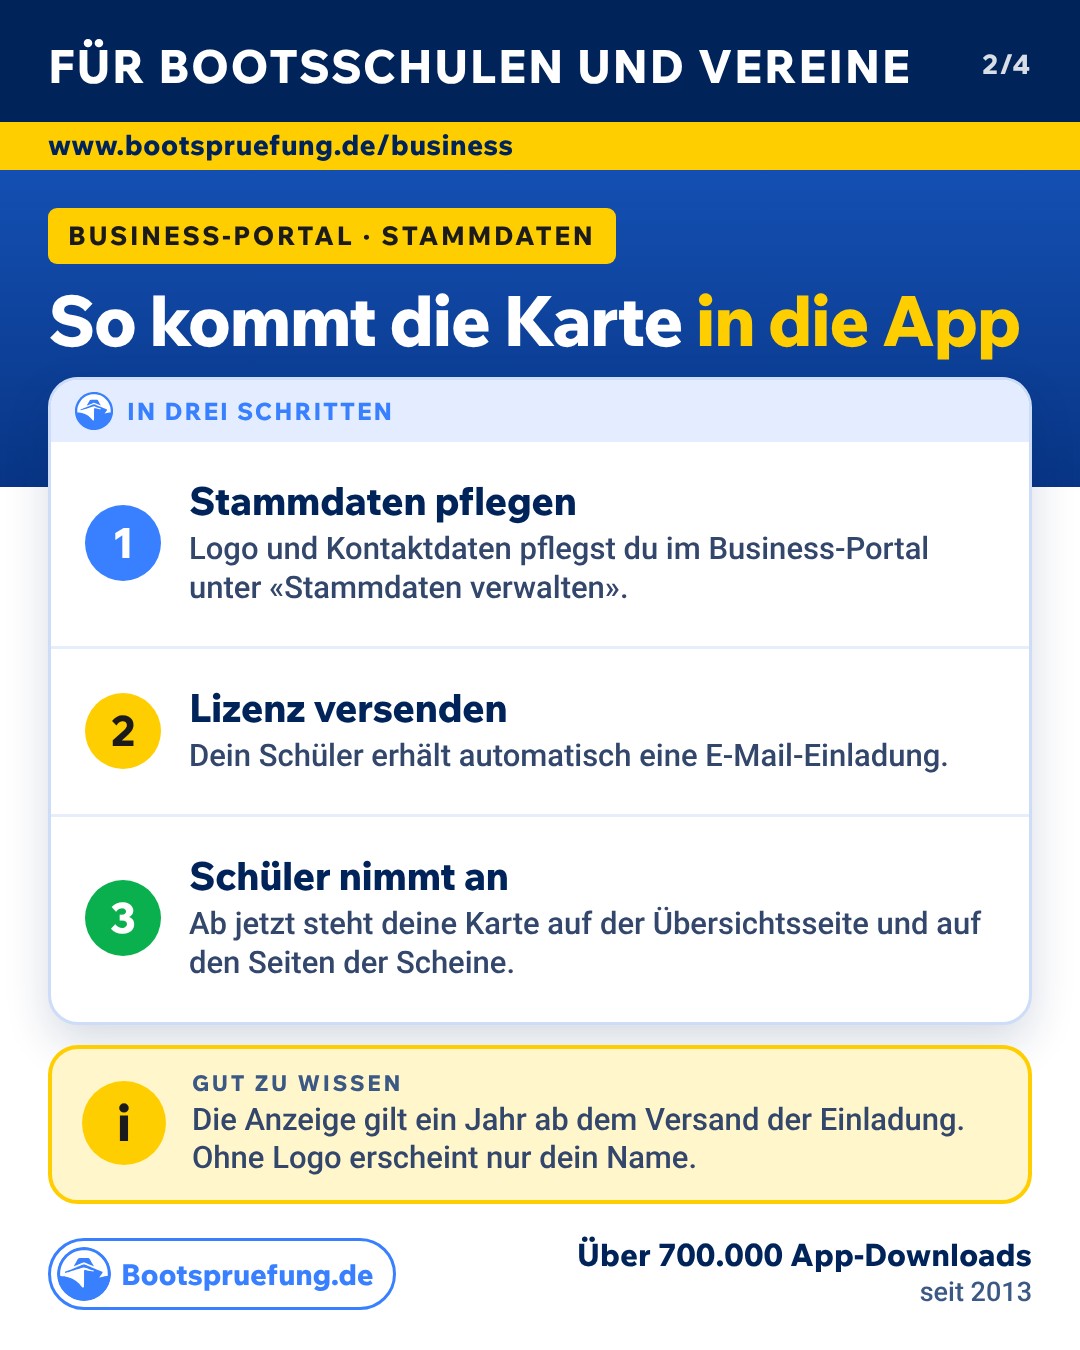 FÜR BOOTSSCHULEN UND VEREINE
2/4
www.bootspruefung.de/business
BUSINESS-PORTAL · STAMMDATEN
So kommt die Karte in die App
IN DREI SCHRITTEN
1
Stammdaten pflegen
Logo und Kontaktdaten pflegst du im Business-Portal
unter «Stammdaten verwalten».
2
Lizenz versenden
Dein Schüler erhält automatisch eine E-Mail-Einladung.
3
Schüler nimmt an
Ab jetzt steht deine Karte auf der Übersichtsseite und auf
den Seiten der Scheine.
i
GUT ZU WISSEN
Die Anzeige gilt ein Jahr ab dem Versand der Einladung.
Ohne Logo erscheint nur dein Name.
Bootspruefung.de
Über 700.000 App-Downloads
seit 2013